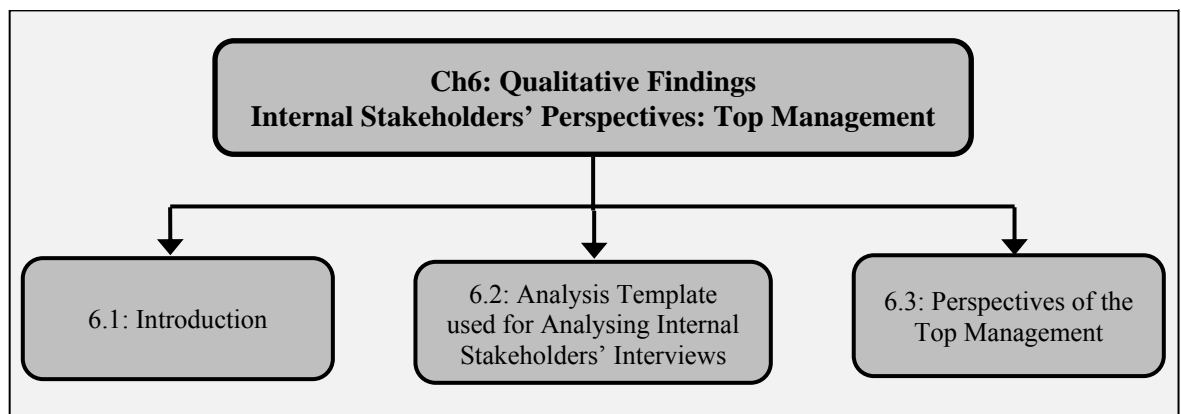 Ch6: Qualitative Findings
Internal Stakeholders’ Perspectives: Top Management
6.1: Introduction
6.2: Analysis Template
used for Analysing Internal
Stakeholders’ Interviews
6.3: Perspectives of the
Top Management